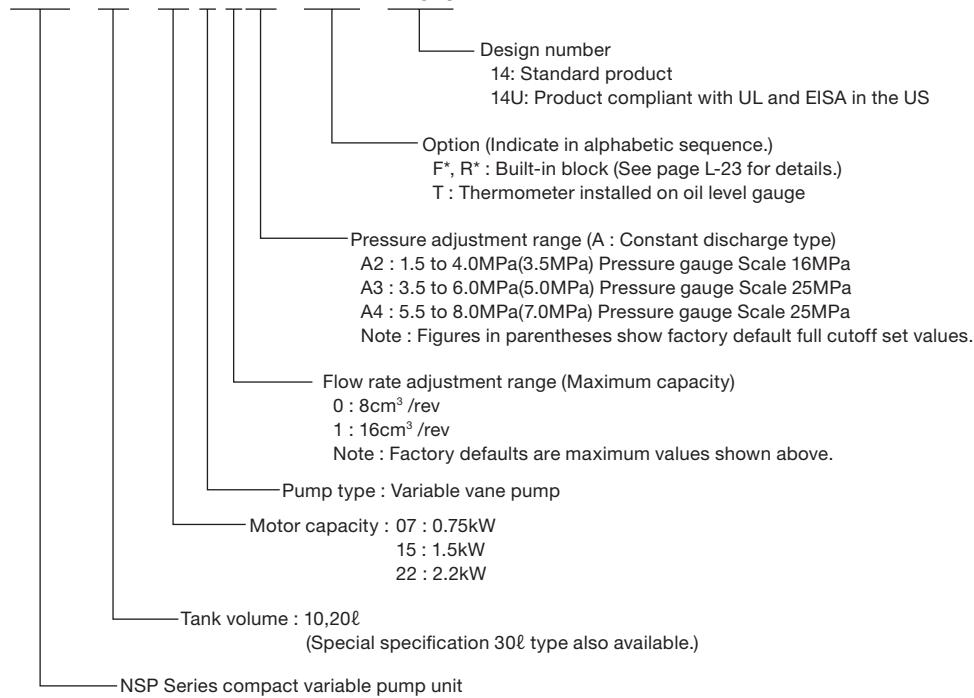 Design number
14: Standard product
14U: Product compliant with UL and EISA in the US
Option (Indicate in alphabetic sequence.)
F*, R* : Built-in block (See page L-23 for details.)
T : Thermometer installed on oil level gauge
Pressure adjustment range (A : Constant discharge type)
A2 : 1.5 to 4.0MPa(3.5MPa) Pressure gauge Scale 16MPa
A3 : 3.5 to 6.0MPa(5.0MPa) Pressure gauge Scale 25MPa
A4 : 5.5 to 8.0MPa(7.0MPa) Pressure gauge Scale 25MPa
Note : Figures in parentheses show factory default full cutoff set values.
Flow rate adjustment range (Maximum capacity)
0 : 8cm³ /rev
1 : 16cm³ /rev
Note : Factory defaults are maximum values shown above.
Pump type : Variable vane pump
Motor capacity : 07 : 0.75kW
15 : 1.5kW
22 : 2.2kW
Tank volume : 10,20ℓ
(Special specification 30ℓ type also available.)
NSP Series compact variable pump unit